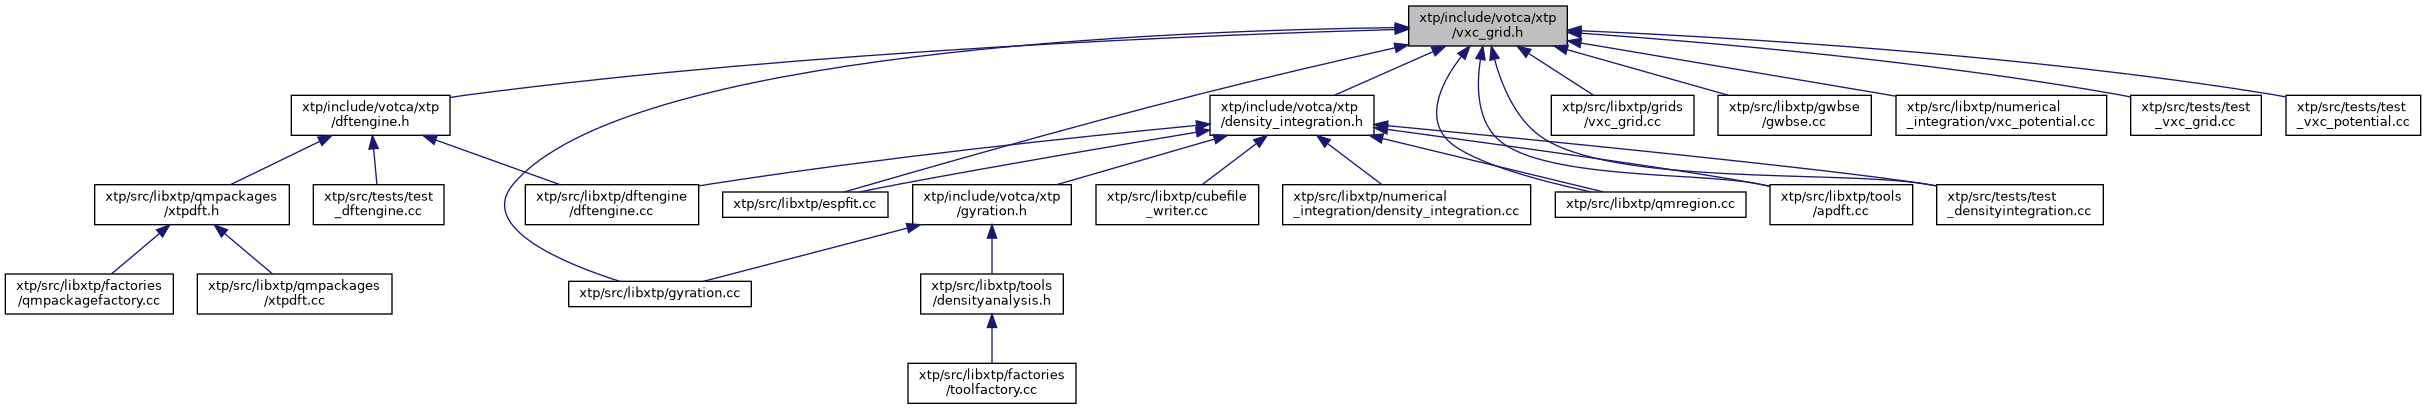 xtp/include/votca/xtp
/vxc_grid.h
xtp/include/votca/xtp
/dftengine.h
xtp/include/votca/xtp
/density_integration.h
xtp/src/libxtp/grids
/vxc_grid.cc
xtp/src/libxtp/gwbse
/gwbse.cc
xtp/src/libxtp/numerical
_integration/vxc_potential.cc
xtp/src/tests/test
_vxc_grid.cc
xtp/src/tests/test
_vxc_potential.cc
xtp/src/libxtp/qmpackages
/xtpdft.h
xtp/src/tests/test
_dftengine.cc
xtp/src/libxtp/dftengine
/dftengine.cc
xtp/src/libxtp/espfit.cc
xtp/include/votca/xtp
/gyration.h
xtp/src/libxtp/cubefile
_writer.cc
xtp/src/libxtp/numerical
_integration/density_integration.cc
xtp/src/libxtp/qmregion.cc
xtp/src/libxtp/tools
/apdft.cc
xtp/src/tests/test
_densityintegration.cc
xtp/src/libxtp/factories
/qmpackagefactory.cc
xtp/src/libxtp/qmpackages
/xtpdft.cc
xtp/src/libxtp/gyration.cc
xtp/src/libxtp/tools
/densityanalysis.h
xtp/src/libxtp/factories
/toolfactory.cc